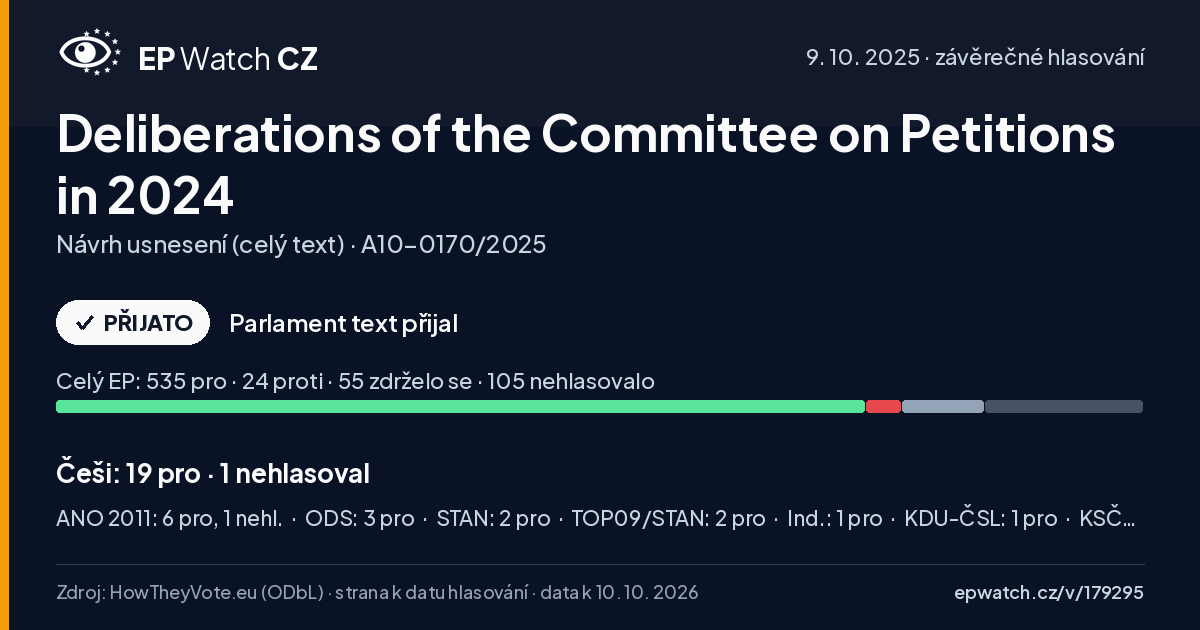 EP Watch CZ
9. 10. 2025 · závěrečné hlasování
Deliberations of the Committee on Petitions
in 2024
Návrh usnesení (celý text) · A10–0170/2025
✓ PŘIJATO
Parlament text přijal
Celý EP: 535 pro · 24 proti · 55 zdrželo se · 105 nehlasovalo
Češi: 19 pro · 1 nehlasoval
ANO 2011: 6 pro, 1 nehl. · ODS: 3 pro · STAN: 2 pro · TOP09/STAN: 2 pro · Ind.: 1 pro · KDU-ČSL: 1 pro · KSČ…
Zdroj: HowTheyVote.eu (ODbL) · strana k datu hlasování · data k 10. 10. 2026
epwatch.cz/v/179295